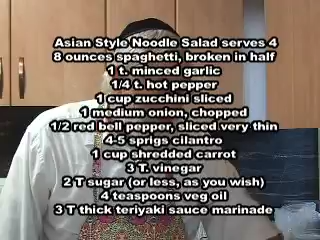 Asian Style Noodle Salad serves 4
8 ounces spaghetti, broken in half
1 t. minced garlic
1/4 t. hot pepper
1 cup zucchini sliced
1 medium onion, chopped
1/2 red bell pepper, sliced very thin
4-5 sprigs cilantro
1 cup shredded carrot
3 T. vinegar
2 T sugar (or less, as you wish)
4 teaspoons veg oil
3 T thick teriyaki sauce marinade